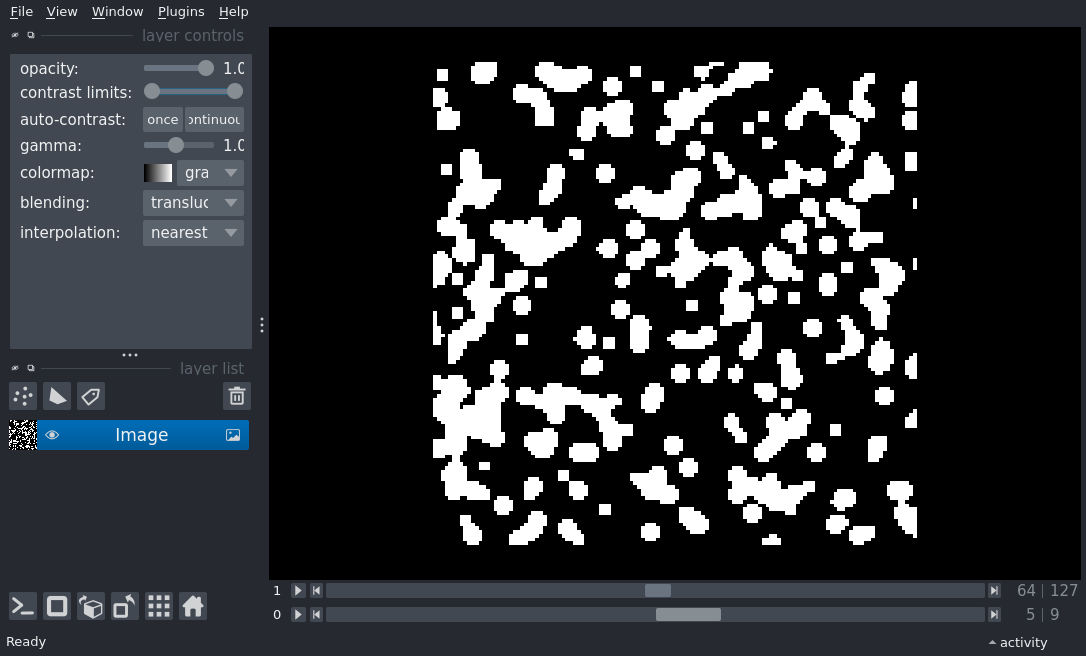 File View Window Plugins Help
layer controls
opacity: 1.0
contrast limits:
auto-contrast: once ontinuou
gamma: 1.0
colormap: gra
blending: transluc
interpolation: nearest
layer list
Image
1 64 | 127
0 5 | 9
Ready activity